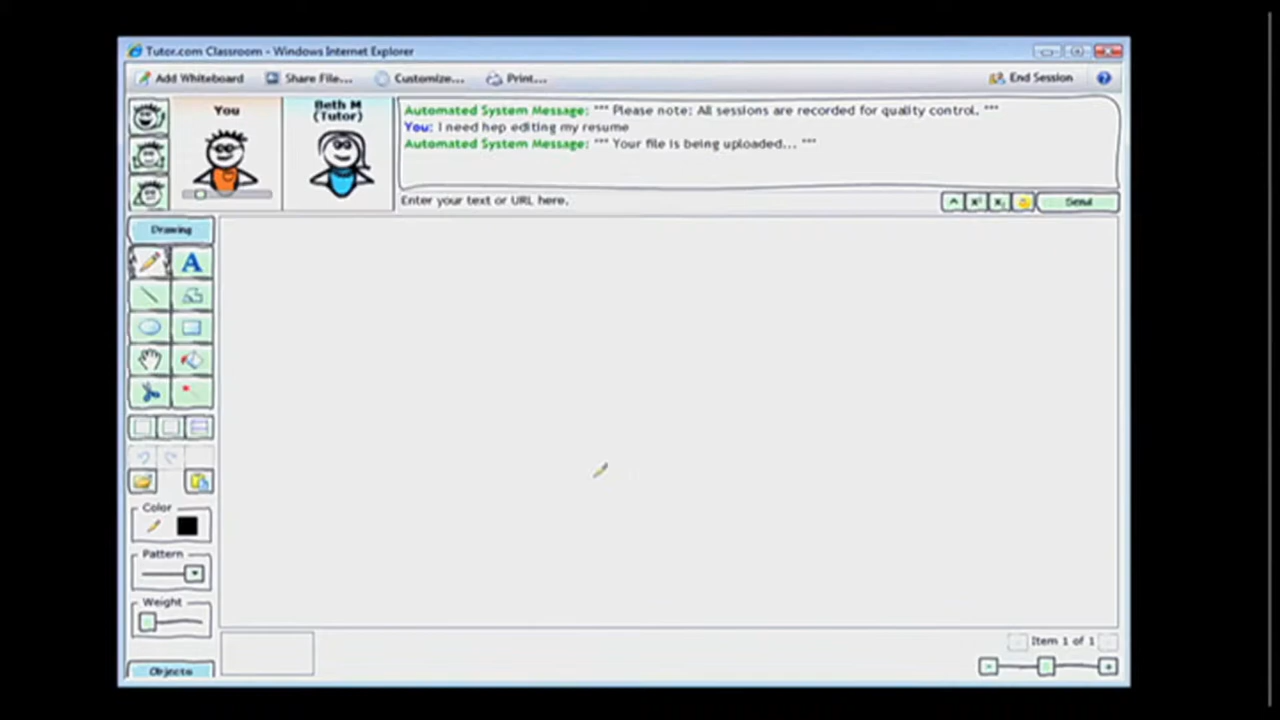 Tutor.com Classroom - Windows Internet Explorer
Add Whiteboard Share File... Customize... Print... End Session
You
Beth M
(Tutor)
Automated System Message: *** Please note: All sessions are recorded for quality control. ***
You: I need hep editing my resume
Automated System Message: *** Your file is being uploaded... ***
Enter your text or URL here.
^ x² x₂ Send
Drawing
A
Color
Pattern
Weight
Objects
Item 1 of 1
- +